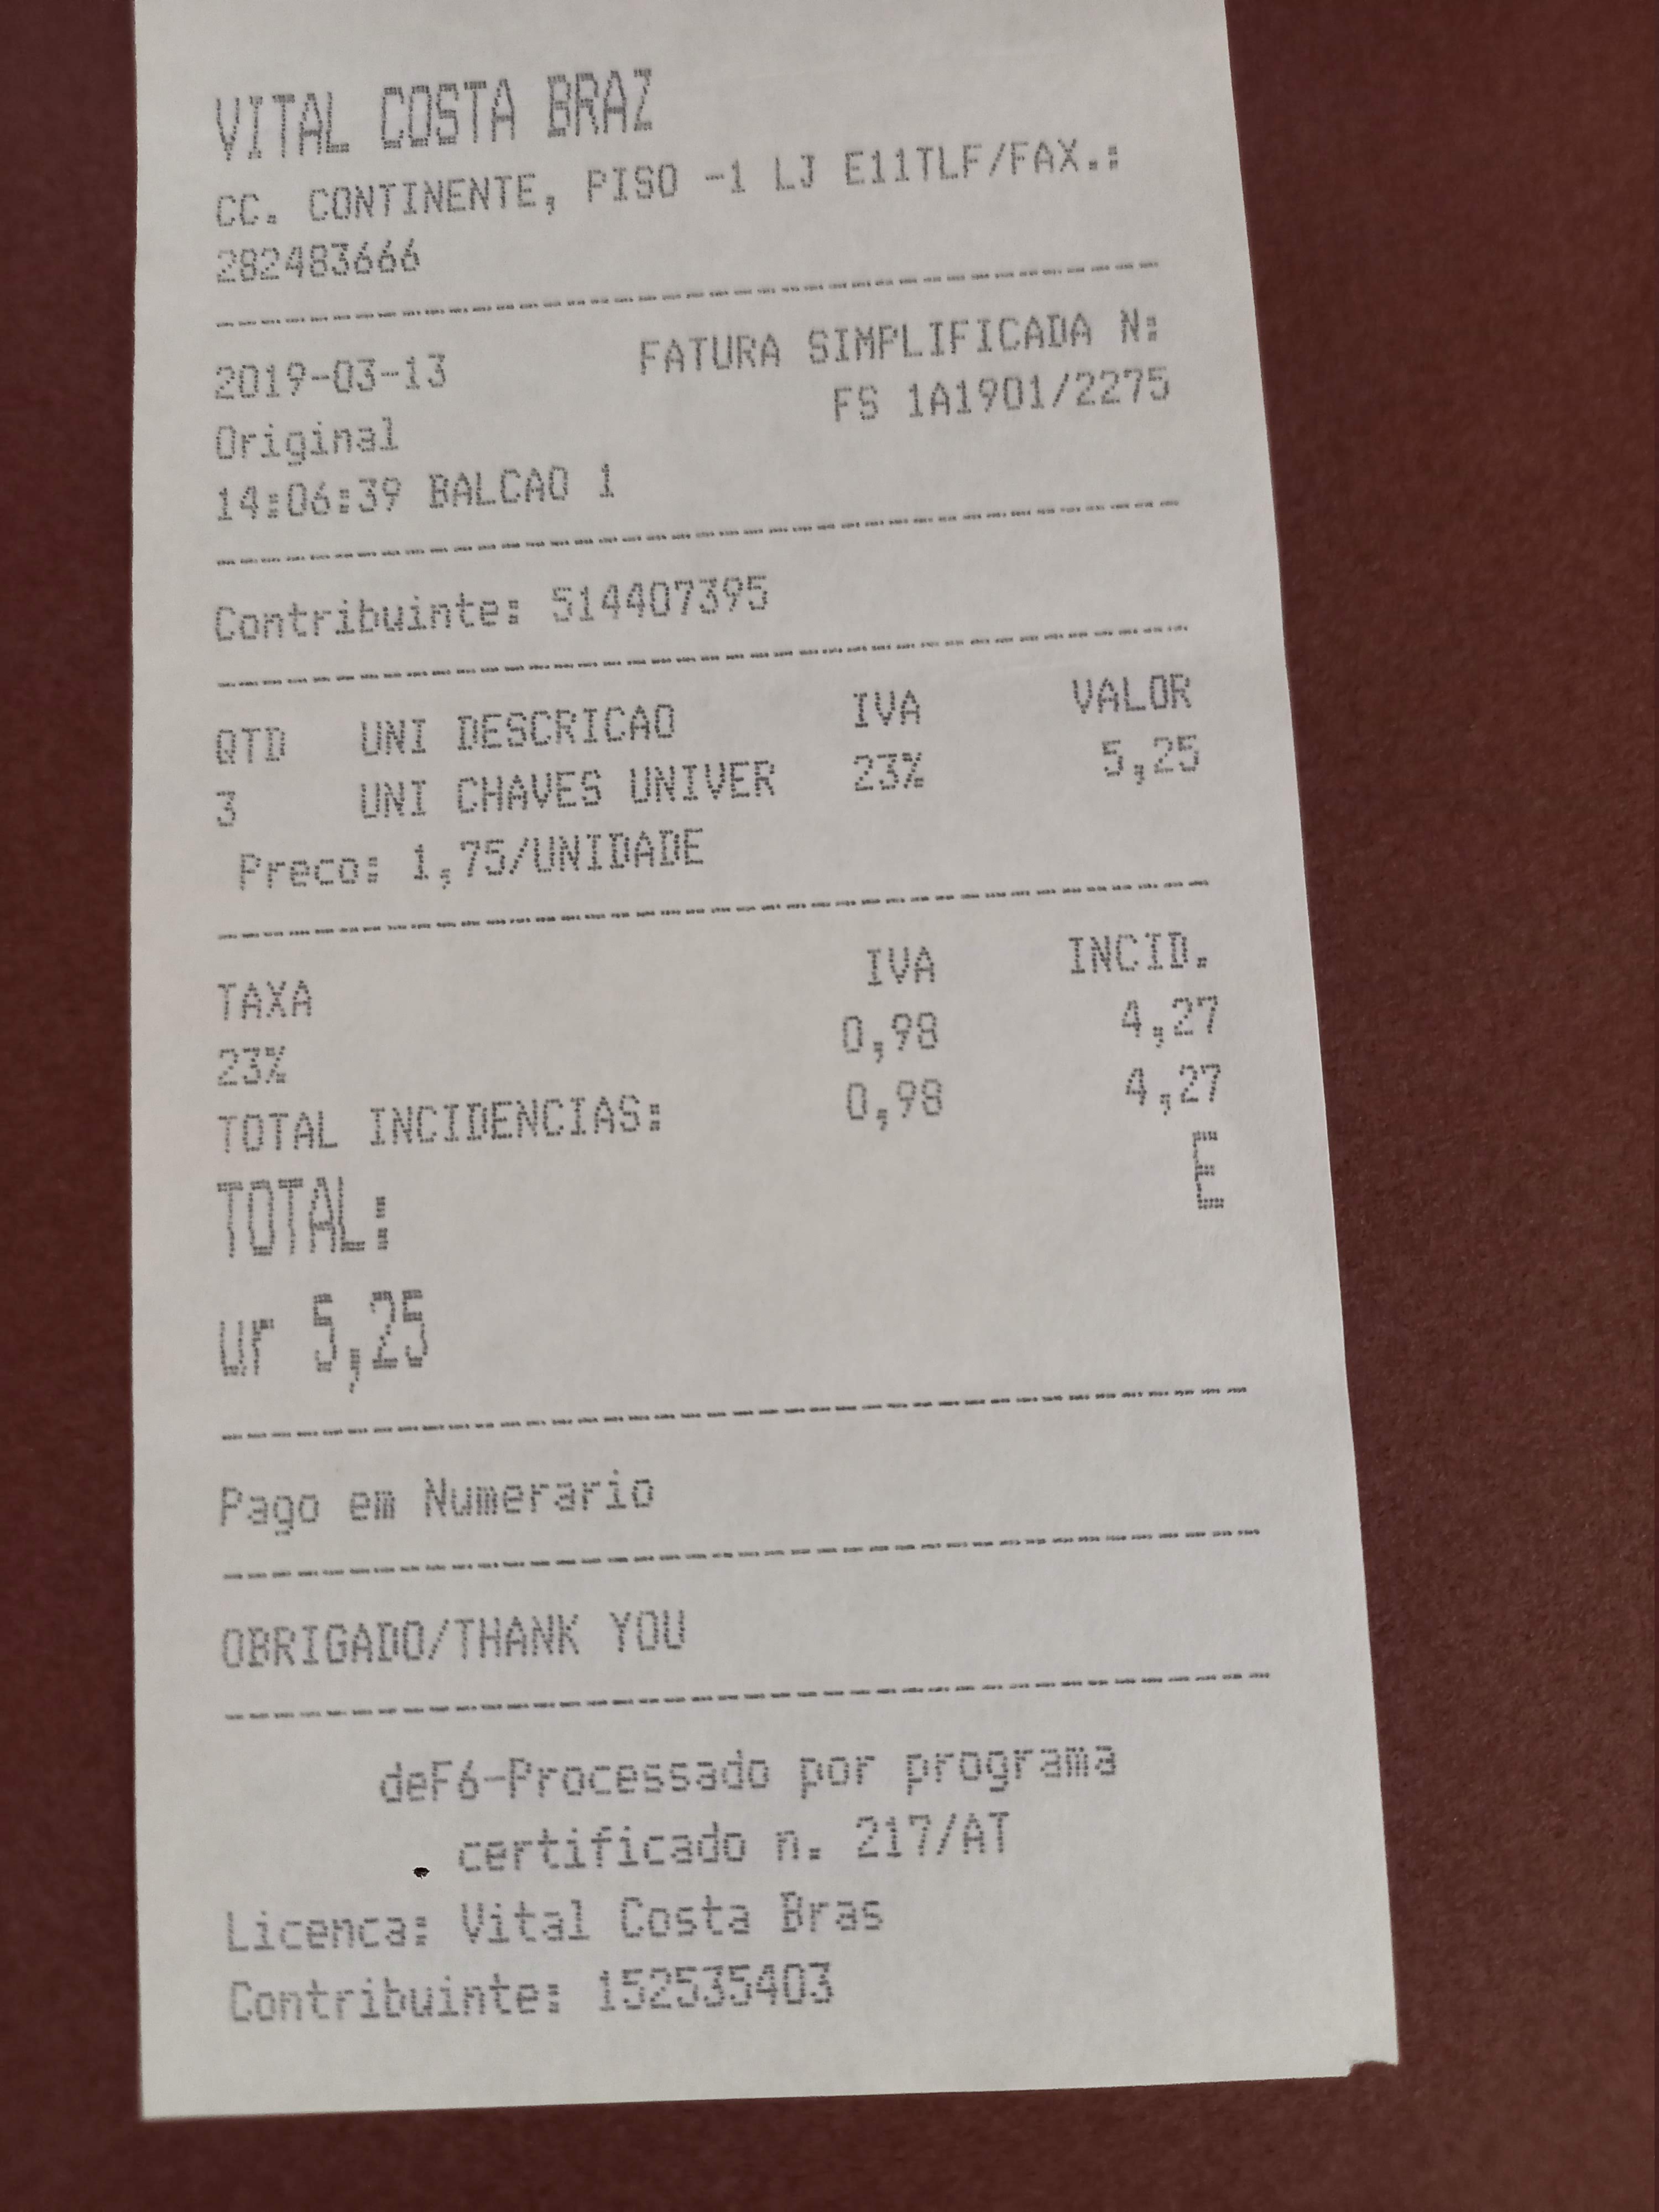 VITAL COSTA BRAZ
CC. CONTINENTE, PISO -1 LJ E11TLF/FAX.:
282483666
2019-03-13 FATURA SIMPLIFICADA N:
Original FS 1A1901/2275
14:06:39 BALCAO 1
Contribuinte: 514407395
QTD UNI DESCRICAO IVA VALOR
3 UNI CHAVES UNIVER 23% 5,25
Preco: 1,75/UNIDADE
TAXA IVA INCID.
23% 0,98 4,27
TOTAL INCIDENCIAS: 0,98 4,27
TOTAL: E
ur 5,25
Pago em Numerario
OBRIGADO/THANK YOU
deF6-Processado por programa
certificado n. 217/AT
Licenca: Vital Costa Bras
Contribuinte: 152535403